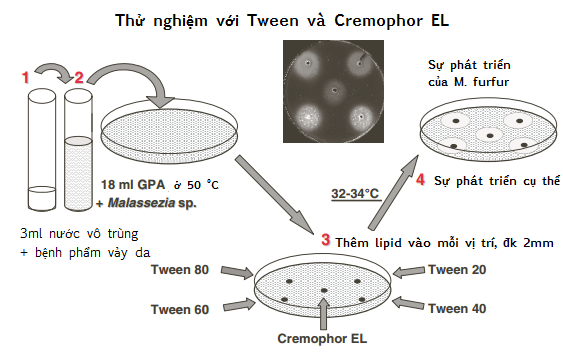 Thử nghiệm với Tween và Cremophor EL
1
2
18 ml GPA ở 50 °C
+ Malassezia sp.
3ml nước vô trùng
+ bệnh phẩm vảy da
Sự phát triển
của M. furfur
32-34°C
4 Sự phát triển cụ thể
3 Thêm lipid vào mỗi vị trí, đk 2mm
Tween 80
Tween 20
Tween 60
Tween 40
Cremophor EL